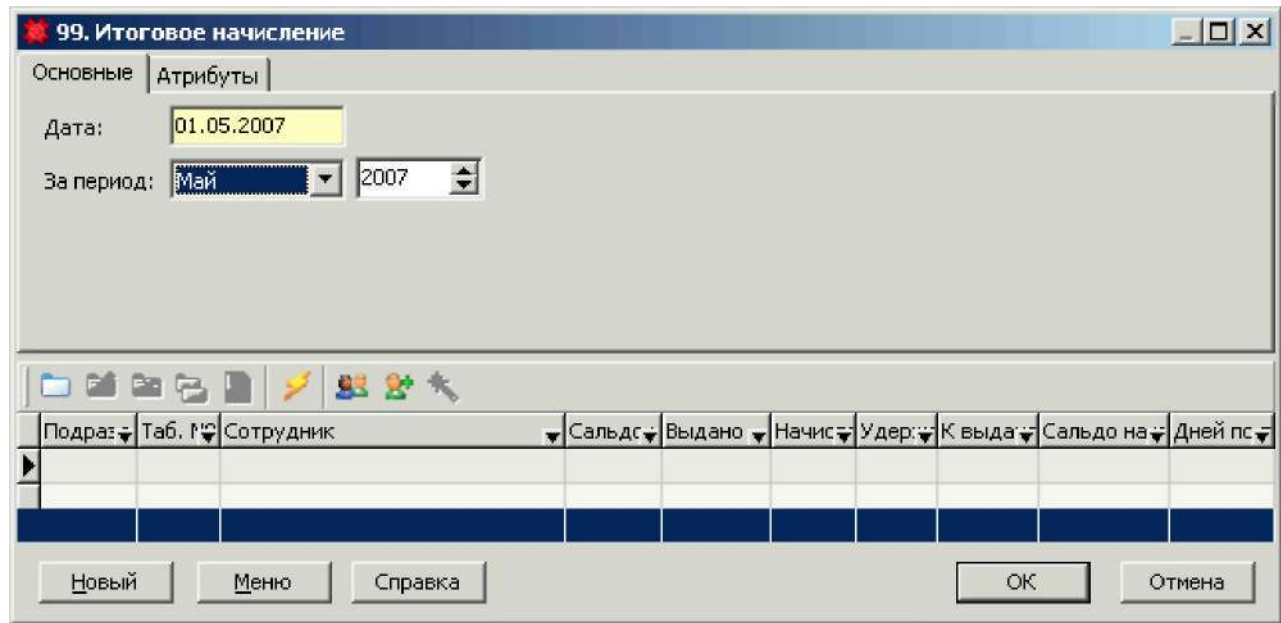 99. Итоговое начисление
Основные Атрибуты
Дата: 01.05.2007
За период: Май 2007
Сотрудник Выдано
Новый Меню Справка ОК Отмена